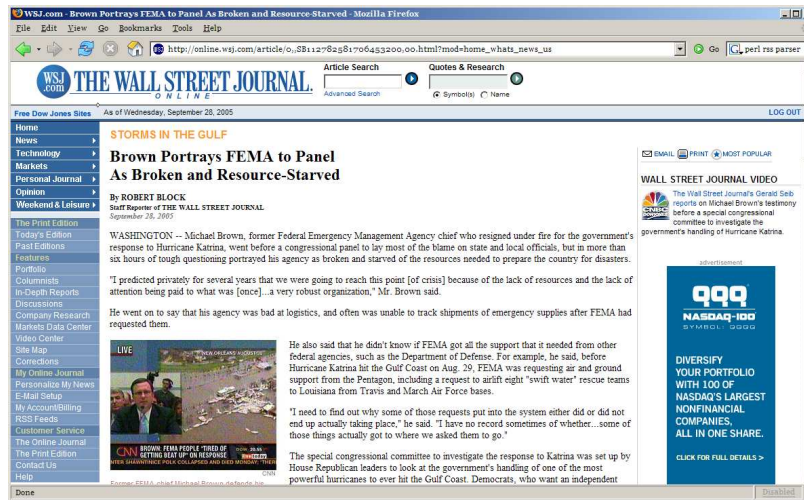 WSJ.com - Brown Portrays FEMA to Panel As Broken and Resource-Starved - Mozilla Firefox
File Edit View Go Bookmarks Tools Help
http://online.wsj.com/article/0,,SB112782581706453200,00.html?mod=home_whats_news_us
Go
perl rss parser
WSJ.com THE WALL STREET JOURNAL.
ONLINE
Article Search
Advanced Search
Quotes & Research
Symbol(s) Name
Free Dow Jones Sites
As of Wednesday, September 28, 2005
LOG OUT
Home
News
Technology
Markets
Personal Journal
Opinion
Weekend & Leisure
The Print Edition
Today's Edition
Past Editions
Features
Portfolio
Columnists
In-Depth Reports
Discussions
Company Research
Markets Data Center
Video Center
Site Map
Corrections
My Online Journal
Personalize My News
E-Mail Setup
My Account/Billing
RSS Feeds
Customer Service
The Online Journal
The Print Edition
Contact Us
Help
STORMS IN THE GULF
Brown Portrays FEMA to Panel
As Broken and Resource-Starved
By ROBERT BLOCK
Staff Reporter of THE WALL STREET JOURNAL
September 28, 2005
WASHINGTON -- Michael Brown, former Federal Emergency Management Agency chief who resigned under fire for the government's
response to Hurricane Katrina, went before a congressional panel to lay most of the blame on state and local officials, but in more than
six hours of tough questioning portrayed his agency as broken and starved of the resources needed to prepare the country for disasters.
"I predicted privately for several years that we were going to reach this point [of crisis] because of the lack of resources and the lack of
attention being paid to what was [once]...a very robust organization," Mr. Brown said.
He went on to say that his agency was bad at logistics, and often was unable to track shipments of emergency supplies after FEMA had
requested them.
LIVE
NEW ORLEANS AUGUST 29
CNN BROWN: FEMA PEOPLE "TIRED OF
GETTING BEAT UP" ON RESPONSE
CNN
Former FEMA chief Michael Brown defends his
He also said that he didn't know if FEMA got all the support that it needed from other
federal agencies, such as the Department of Defense. For example, he said, before
Hurricane Katrina hit the Gulf Coast on Aug. 29, FEMA was requesting air and ground
support from the Pentagon, including a request to airlift eight "swift water" rescue teams
to Louisiana from Travis and March Air Force bases.
"I need to find out why some of those requests put into the system either did or did not
end up actually taking place," he said. "I have no record sometimes of whether...some of
those things actually got to where we asked them to go."
The special congressional committee to investigate the response to Katrina was set up by
House Republican leaders to look at the government's handling of one of the most
powerful hurricanes to ever hit the Gulf Coast. Democrats, who want an independent
EMAIL PRINT MOST POPULAR
WALL STREET JOURNAL VIDEO
CNBC
The Wall Street Journal's Gerald Seib
reports on Michael Brown's testimony
before a special congressional
committee to investigate the
government's handling of Hurricane Katrina.
advertisement
QQQ
NASDAQ-100
SYMBOL: QQQQ
DIVERSIFY
YOUR PORTFOLIO
WITH 100 OF
NASDAQ'S LARGEST
NONFINANCIAL
COMPANIES,
ALL IN ONE SHARE.
CLICK FOR FULL DETAILS >
Done
Disabled